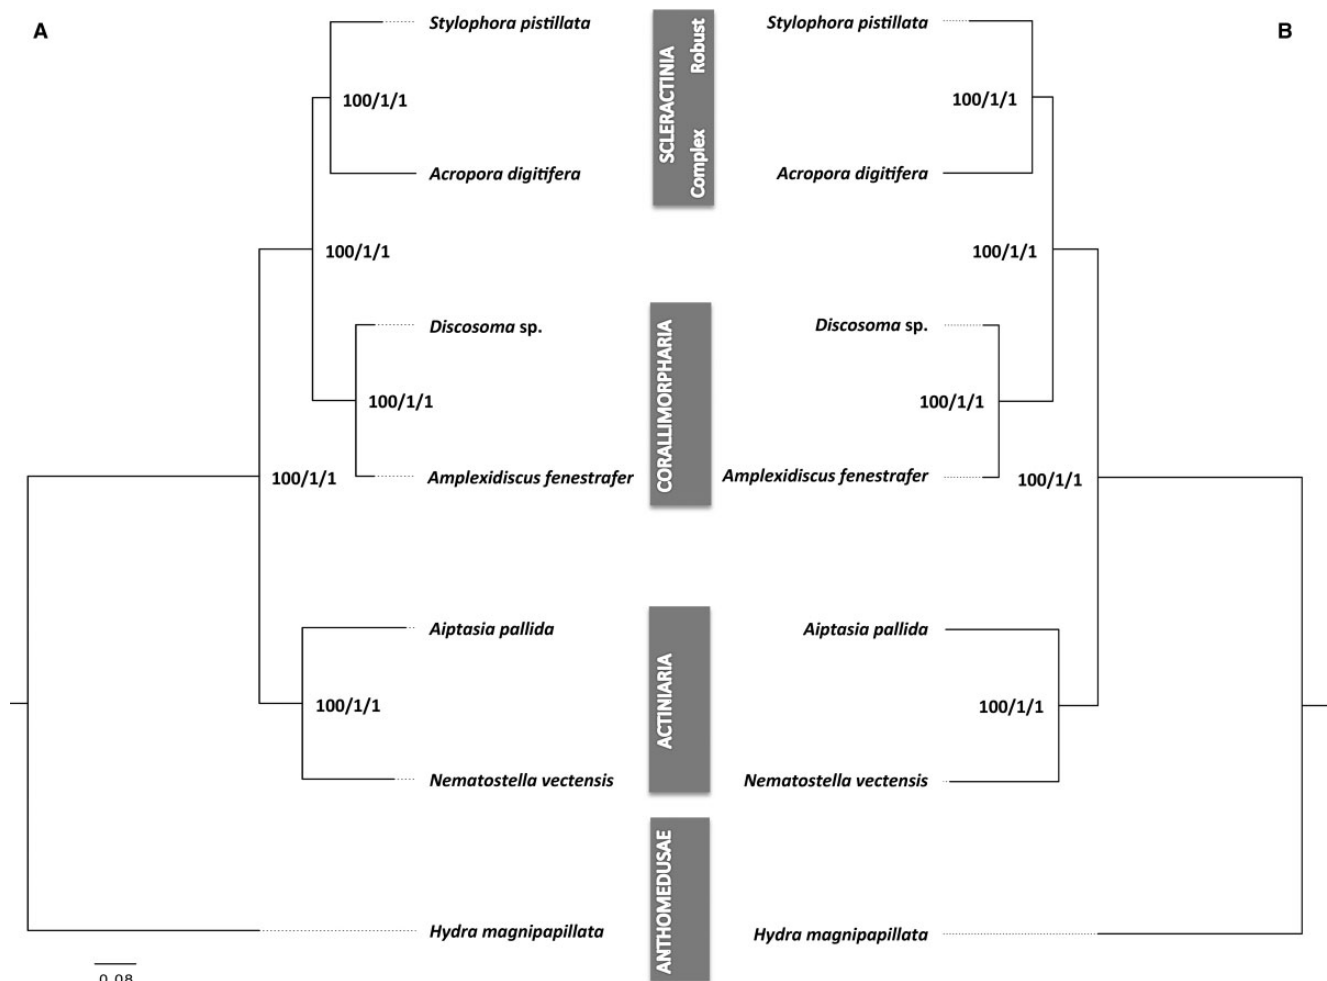 A
B
Stylophora pistillata
Stylophora pistillata
100/1/1
100/1/1
SCLERACTINIA
Robust
Complex
Acropora digitifera
Acropora digitifera
100/1/1
100/1/1
Discosoma sp.
Discosoma sp.
100/1/1
100/1/1
CORALLIMORPHARIA
Amplexidiscus fenestrafer
Amplexidiscus fenestrafer
100/1/1
100/1/1
Aiptasia pallida
Aiptasia pallida
100/1/1
100/1/1
ACTINIARIA
Nematostella vectensis
Nematostella vectensis
ANTHOMEDUSAE
Hydra magnipapillata
Hydra magnipapillata
0.08